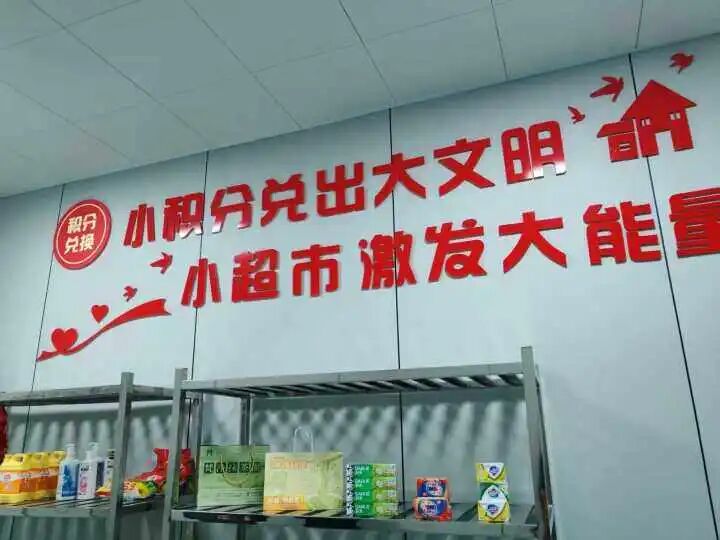 积分
兑换
小积分兑出大文明
小超市激发大能量